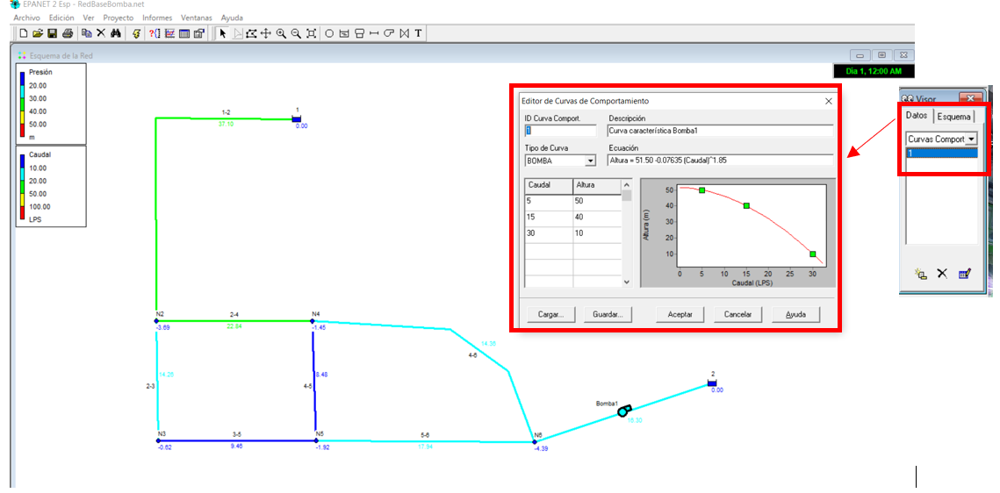 EPANET 2 Esp - RedBaseBomba.net
Archivo Edición Ver Proyecto Informes Ventanas Ayuda
Esquema de la Red
Día 1, 12:00 AM
Presión
20.00
30.00
40.00
50.00
m
Caudal
10.00
20.00
50.00
100.00
LPS
1-2
37.10
1
0.00
N2
-3.69
2-4
22.84
N4
-1.45
14.26
2-3
4-5
8.48
14.36
4-6
N3
-0.62
3-5
9.46
N5
-1.92
5-6
17.94
N6
-4.39
Bomba1
16.30
2
0.00
Editor de Curvas de Comportamiento
ID Curva Comport. Descripción
1 Curva característica Bomba1
Tipo de Curva Ecuación
BOMBA Altura = 51.50 -0.07635 (Caudal)^1.85
Caudal Altura
5 50
15 40
30 10
Altura (m)
50
40
30
20
10
0 5 10 15 20 25 30
Caudal (LPS)
Cargar... Guardar... Aceptar Cancelar Ayuda
Visor
Datos Esquema
Curvas Comport
1